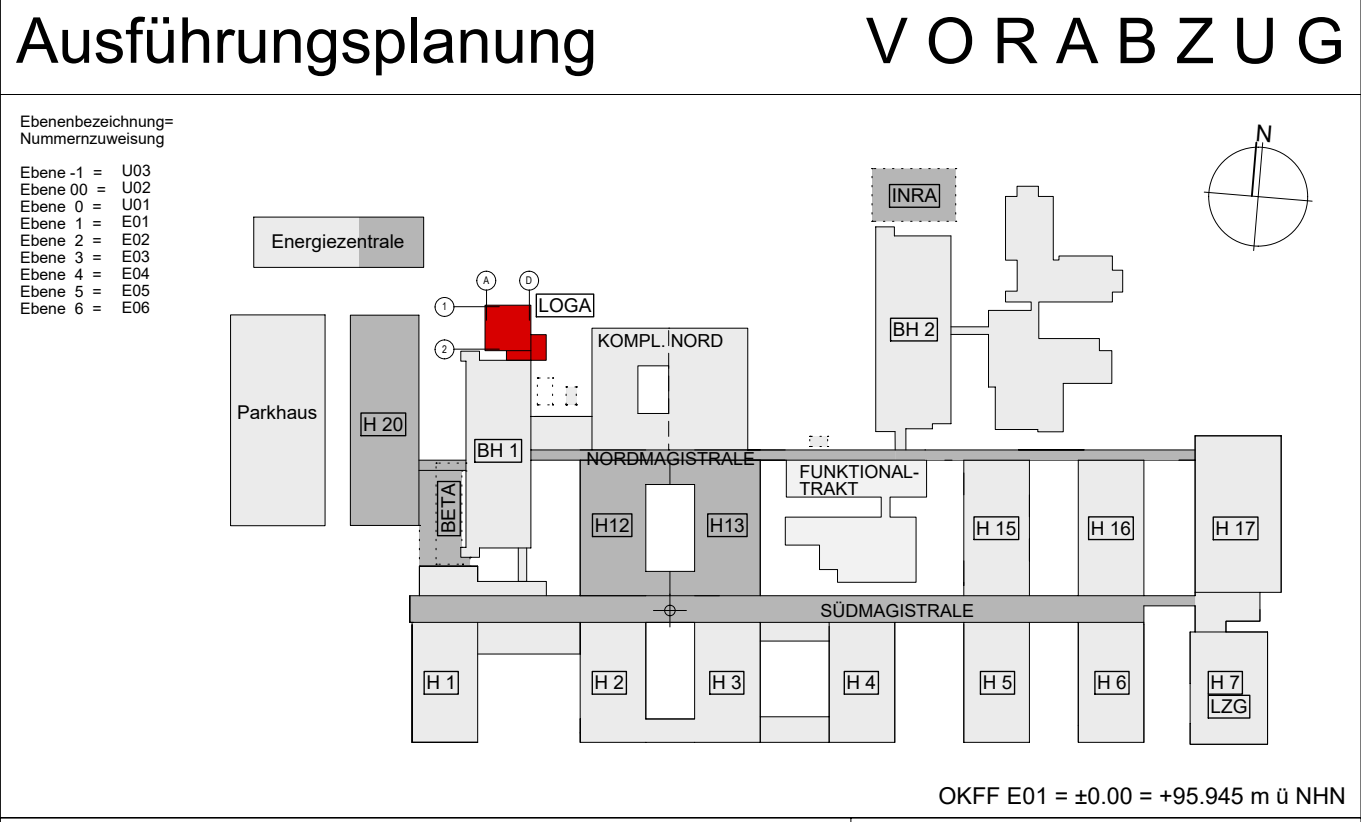 Ausführungsplanung
V O R A B Z U G
Ebenenbezeichnung=
Nummernzuweisung
Ebene -1 = U03
Ebene 00 = U02
Ebene 0 = U01
Ebene 1 = E01
Ebene 2 = E02
Ebene 3 = E03
Ebene 4 = E04
Ebene 5 = E05
Ebene 6 = E06
N
INRA
Energiezentrale
A D
LOGA
1
2
KOMPL. NORD
BH 2
Parkhaus
H 20
BH 1
NORDMAGISTRALE
FUNKTIONAL-
TRAKT
BETA
H12
H13
H 15
H 16
H 17
SÜDMAGISTRALE
H 1
H 2
H 3
H 4
H 5
H 6
H 7
LZG
OKFF E01 = ±0.00 = +95.945 m ü NHN